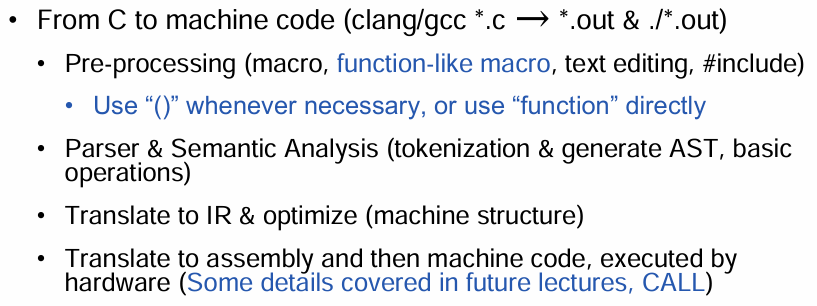 • From C to machine code (clang/gcc *.c → *.out & ./*.out)
• Pre-processing (macro, function-like macro, text editing, #include)
• Use “()” whenever necessary, or use “function” directly
• Parser & Semantic Analysis (tokenization & generate AST, basic
operations)
• Translate to IR & optimize (machine structure)
• Translate to assembly and then machine code, executed by
hardware (Some details covered in future lectures, CALL)